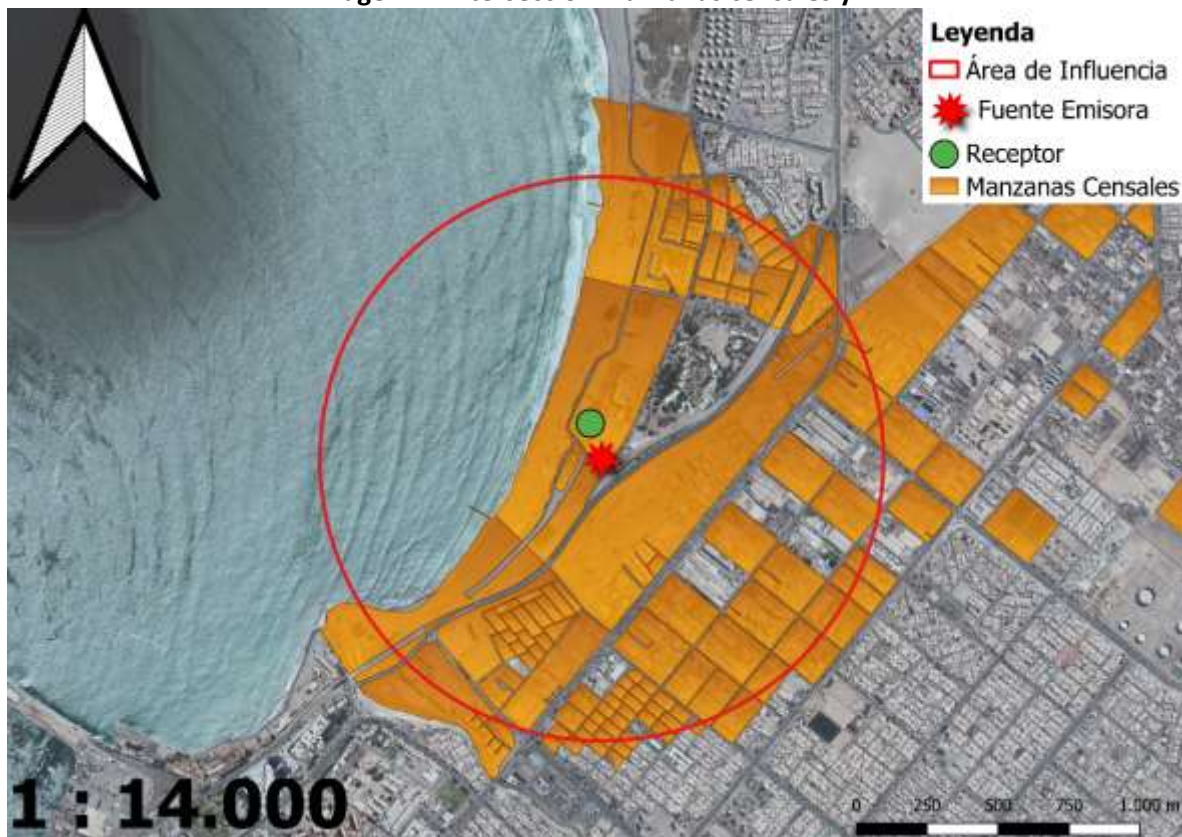 Leyenda
Área de Influencia
Fuente Emisora
Receptor
Manzanas Censales
1 : 14.000
0 250 500 750 1.000 m